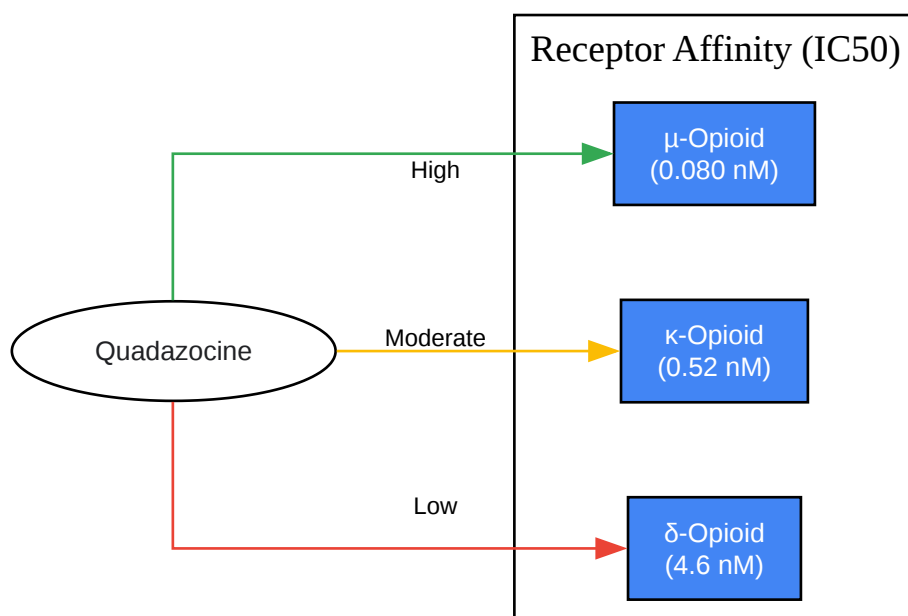 Receptor Affinity (IC50)
μ-Opioid
(0.080 nM)
High
Quadazocine
Moderate
κ-Opioid
(0.52 nM)
Low
δ-Opioid
(4.6 nM)